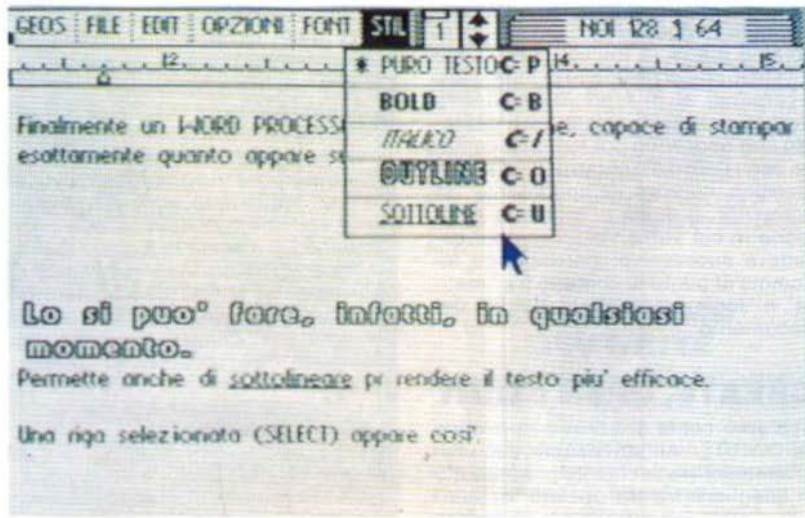 GEOS FILE EDIT OPZIONI FONT STIL 1 NOI 128 & 64
12. 14. 15.
* PURO TESTO C= P
BOLD C= B
ITALICO C= I
OUTLINE C= O
SOTTOLINE C= U
Finalmente un WORD PROCESS e, capace di stampar
esattamente quanto appare s
Lo si puo' fare, infatti, in qualsiasi
momento.
Permette anche di sottolineare pr rendere il testo piu' efficace.
Una riga selezionata (SELECT) appare cosi'.